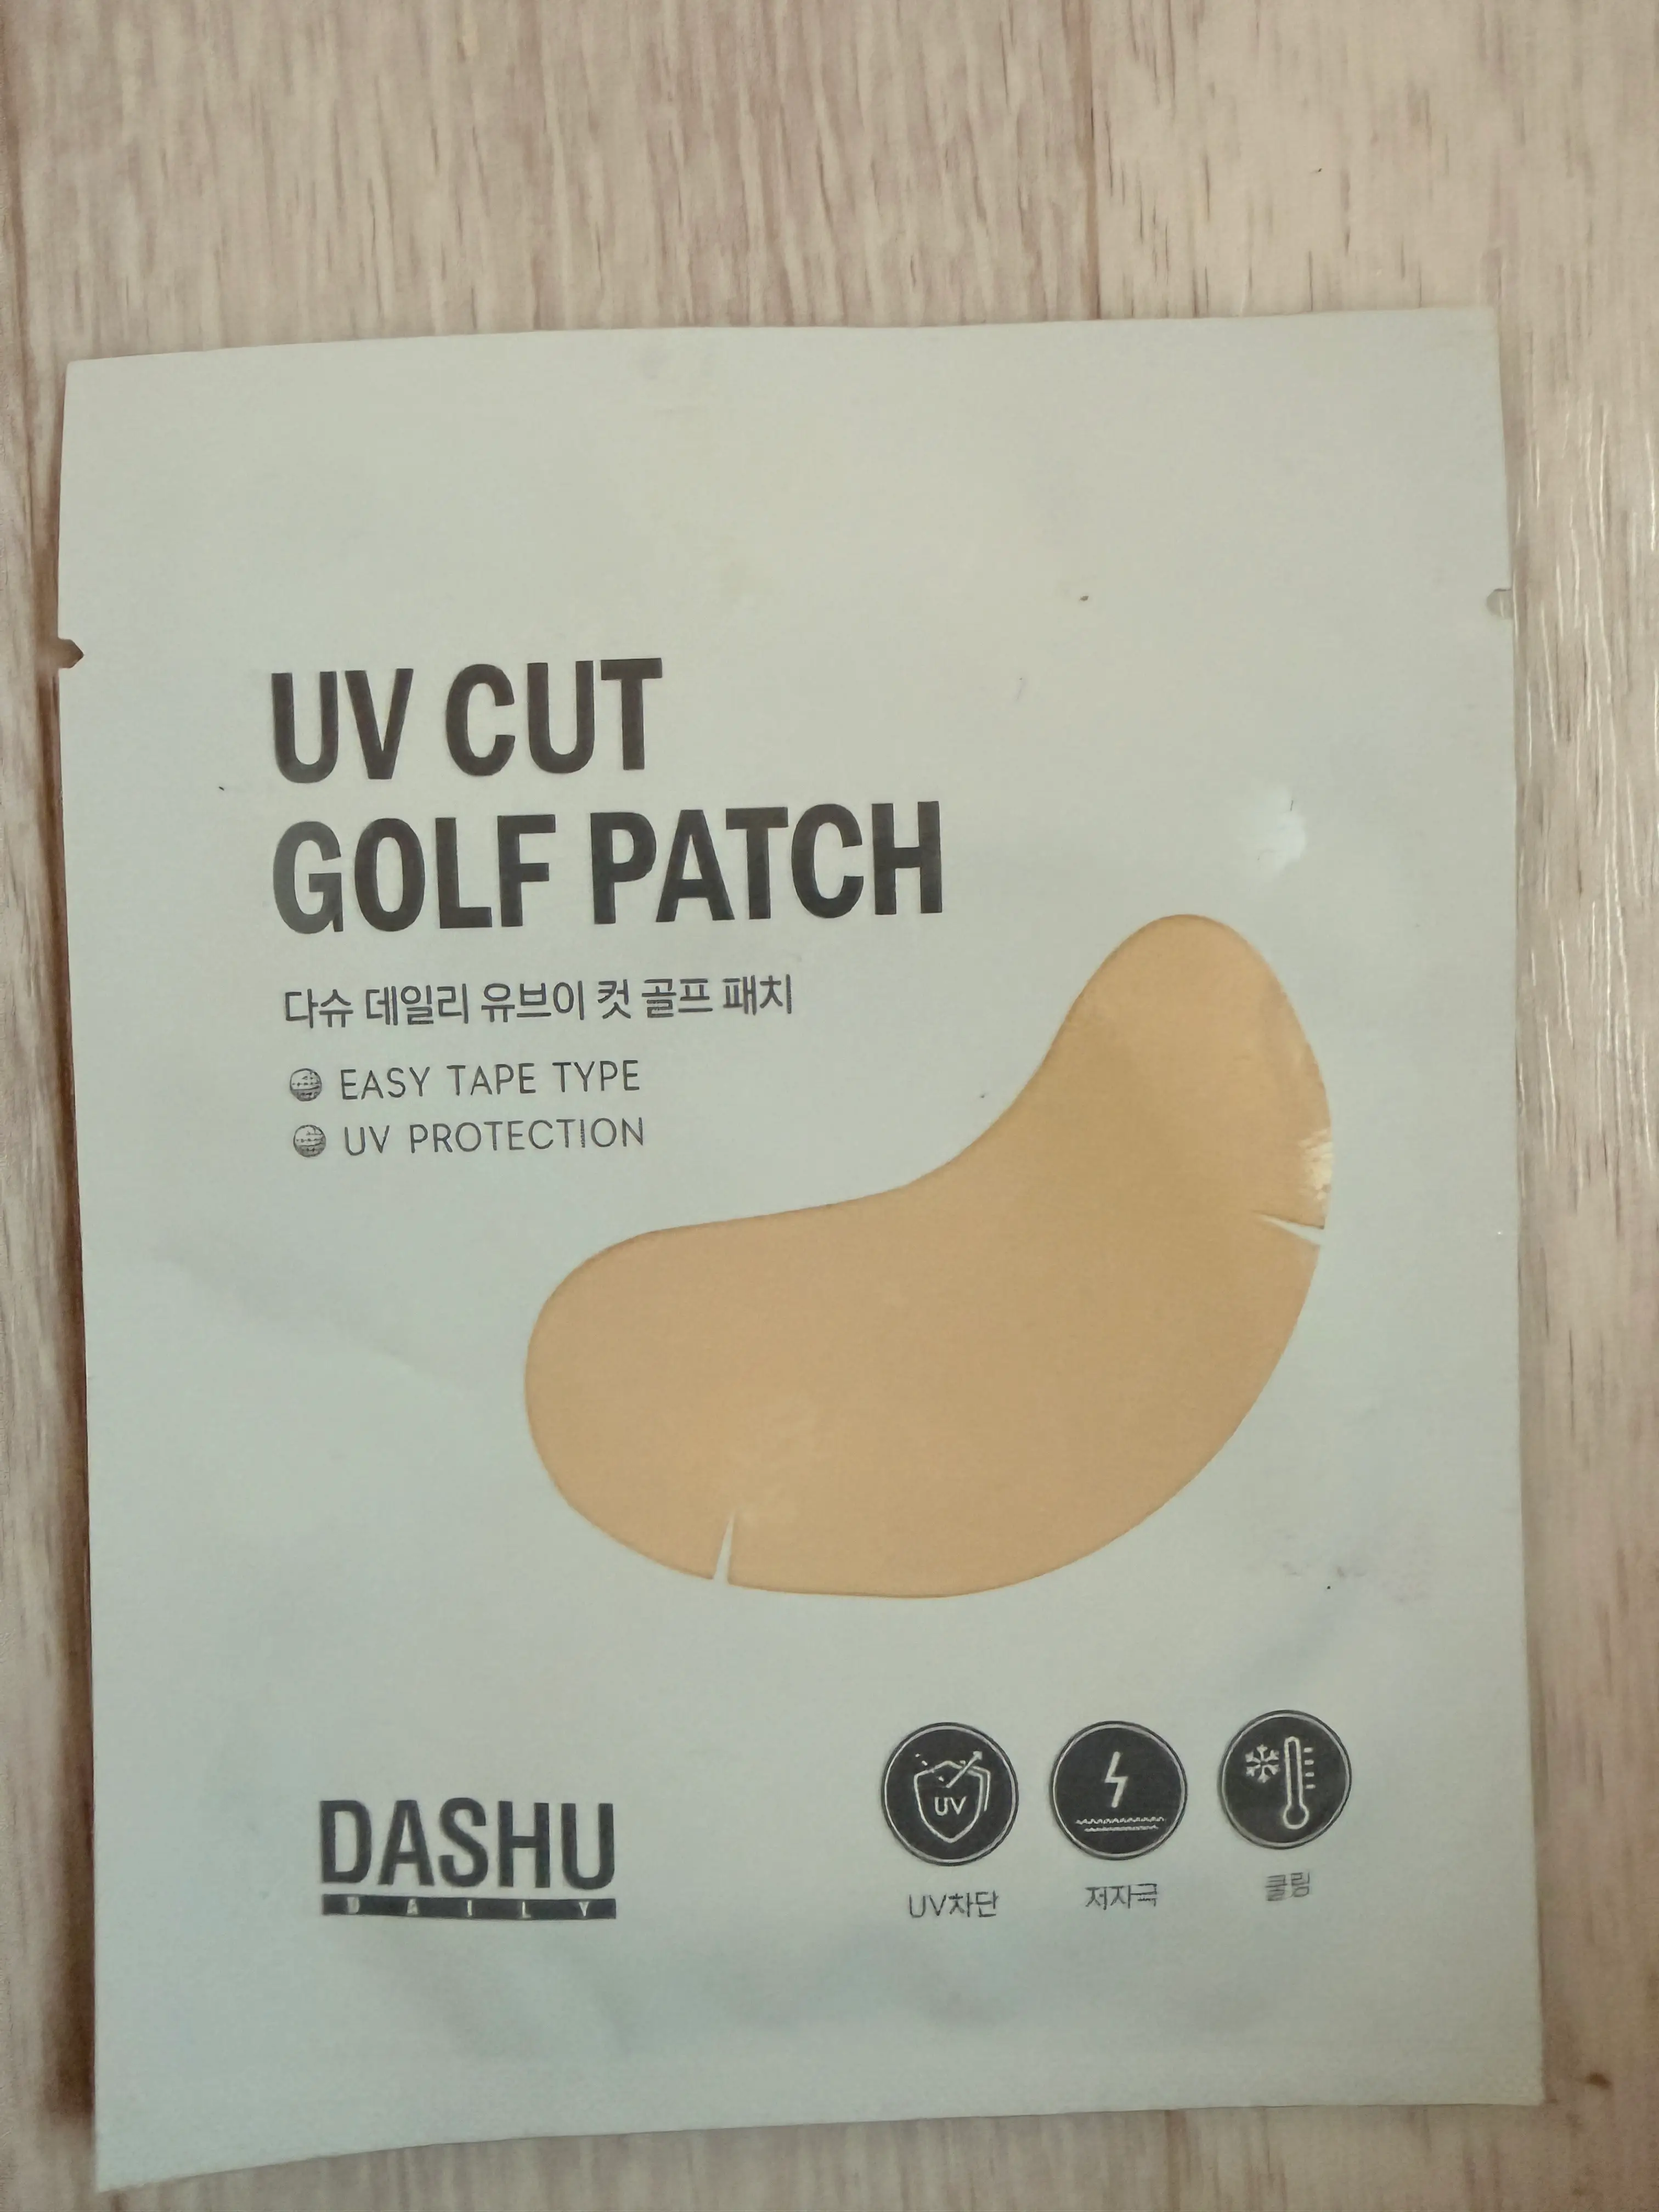 UV CUT
GOLF PATCH
다슈 데일리 유브이 컷 골프 패치
EASY TAPE TYPE
UV PROTECTION
UV
DASHU
DAILY
UV차단
저자극
쿨링